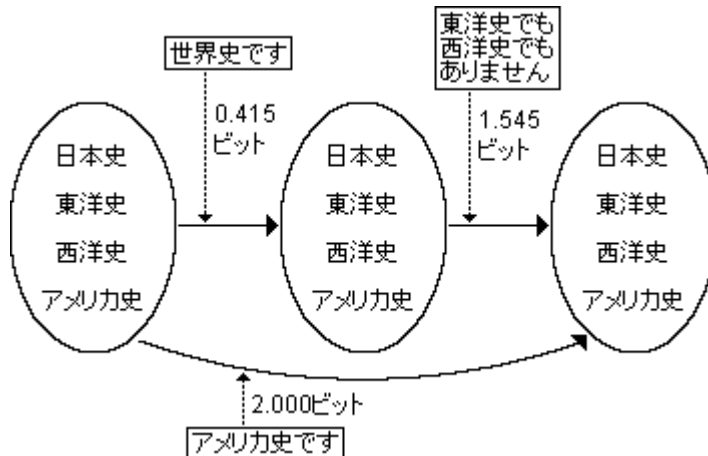 世界史です
東洋史でも
西洋史でも
ありません
0.415
ビット
1.545
ビット
日本史
東洋史
西洋史
アメリカ史
日本史
東洋史
西洋史
アメリカ史
日本史
東洋史
西洋史
アメリカ史
2.000ビット
アメリカ史です